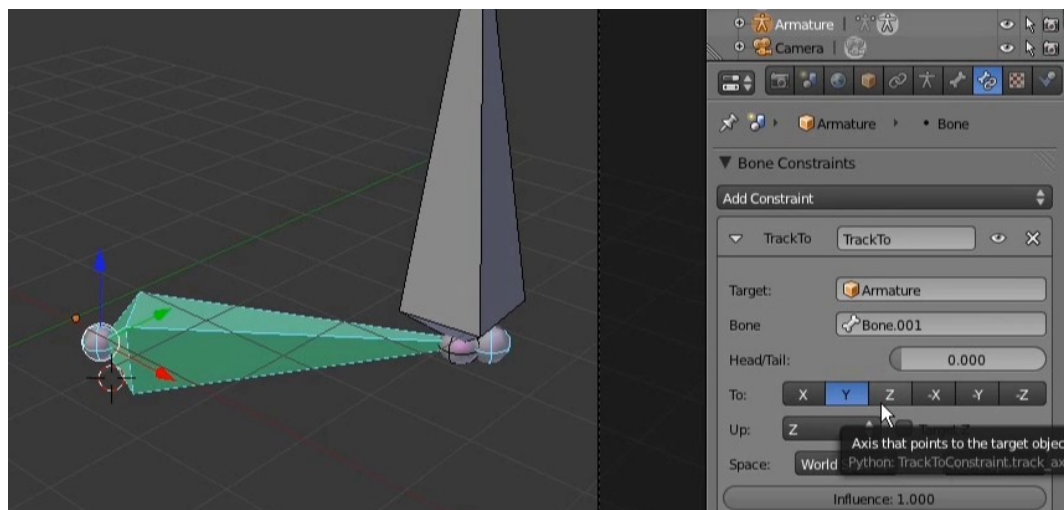 Armature
Camera
Armature
Bone
Bone Constraints
Add Constraint
TrackTo TrackTo
Target: Armature
Bone Bone.001
Head/Tail: 0.000
To: X Y Z -X -Y -Z
Up: Z
Axis that points to the target objec
Space: World
Python: TrackToConstraint.track_ax
Influence: 1.000